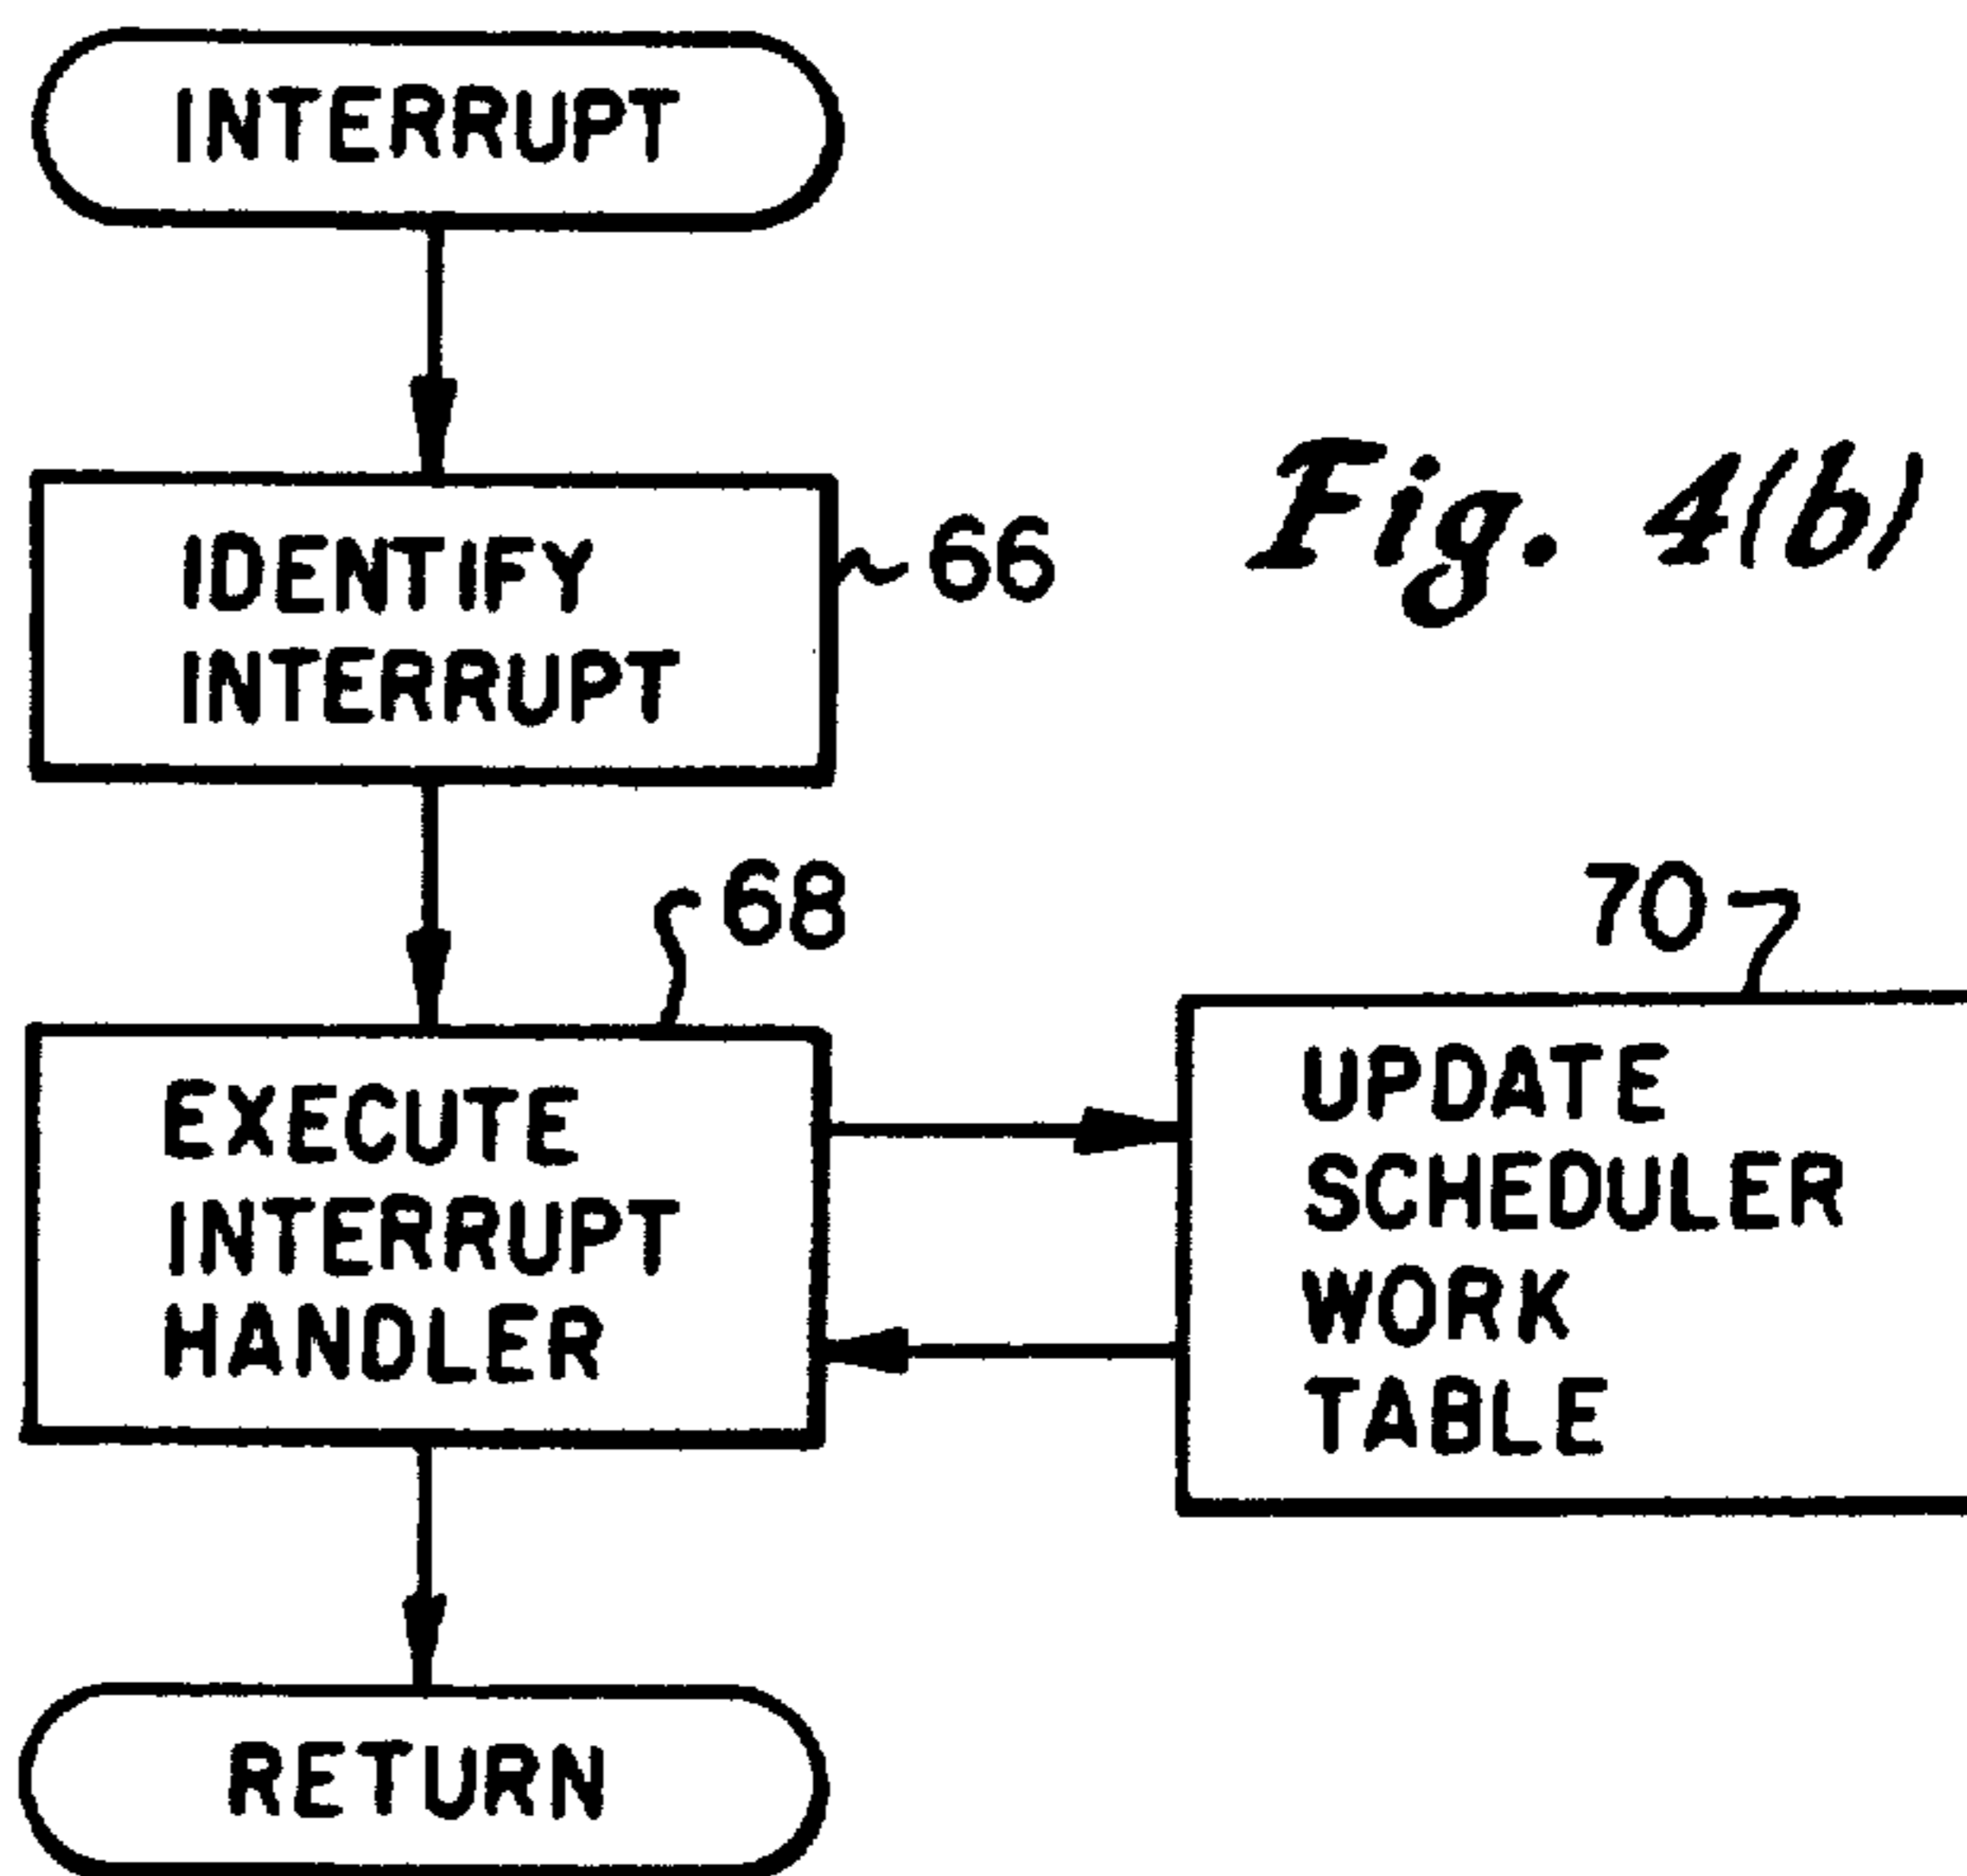 INTERRUPT
IDENTIFY
INTERRUPT
66
Fig. 4(b)
68
70
EXECUTE
INTERRUPT
HANDLER
UPDATE
SCHEDULER
WORK
TABLE
RETURN